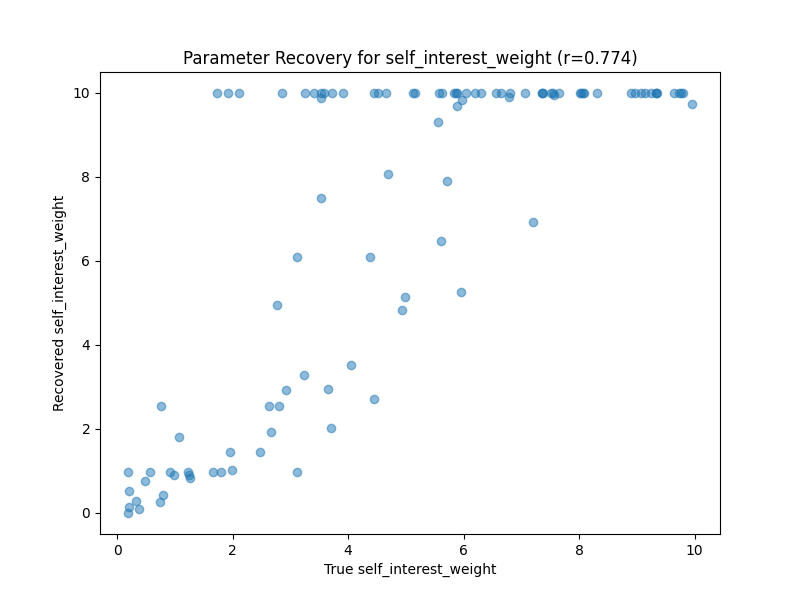 Parameter Recovery for self_interest_weight (r=0.774)
Recovered self_interest_weight
10
8
6
4
2
0
0 2 4 6 8 10
True self_interest_weight